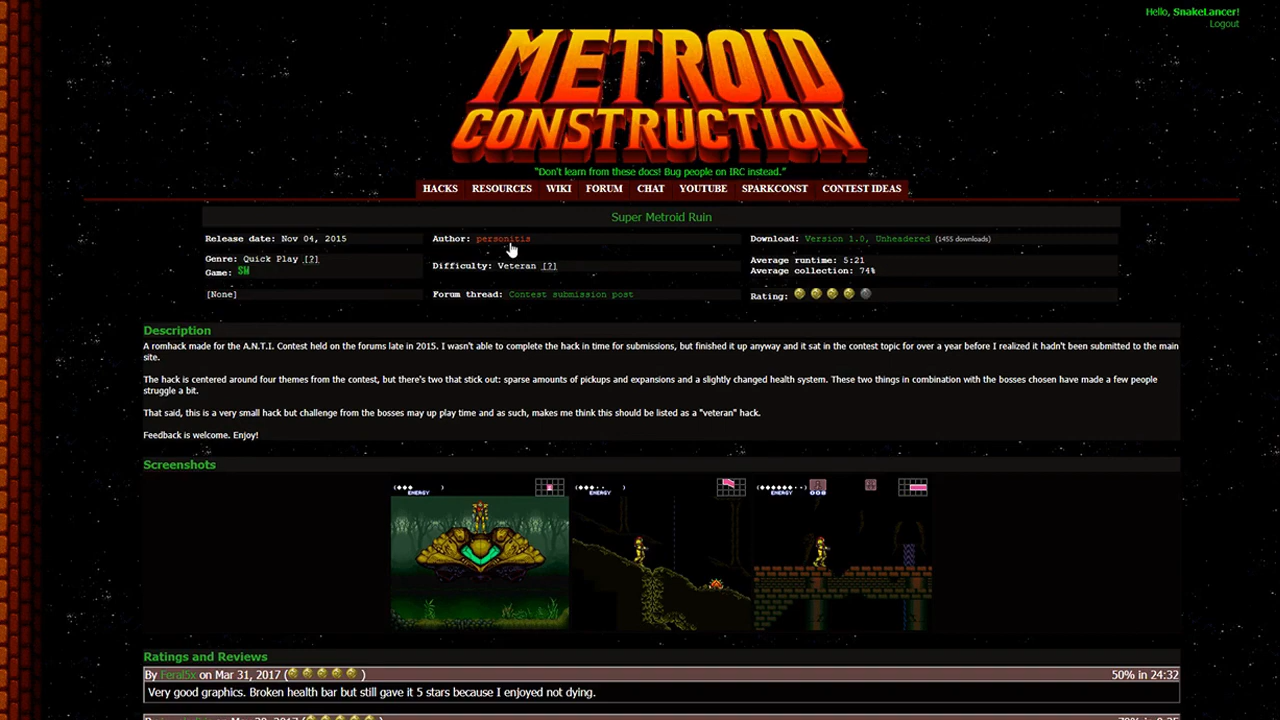 Hello, SnakeLancer!
Logout
METROID
CONSTRUCTION
"Don't learn from these docs! Bug people on IRC instead."
HACKS RESOURCES WIKI FORUM CHAT YOUTUBE SPARKCONST CONTEST IDEAS
Super Metroid Ruin
Release date: Nov 04, 2015 Author: personitis Download: Version 1.0, Unheadered (1455 downloads)
Genre: Quick Play [?] Difficulty: Veteran [?] Average runtime: 5:21
Game: SM Average collection: 74%
[None] Forum thread: Contest submission post Rating:
Description
A romhack made for the A.N.T.I. Contest held on the forums late in 2015. I wasn't able to complete the hack in time for submissions, but finished it up anyway and it sat in the contest topic for over a year before I realized it hadn't been submitted to the main
site.
The hack is centered around four themes from the contest, but there's two that stick out: sparse amounts of pickups and expansions and a slightly changed health system. These two things in combination with the bosses chosen have made a few people
struggle a bit.
That said, this is a very small hack but challenge from the bosses may up play time and as such, makes me think this should be listed as a "veteran" hack.
Feedback is welcome. Enjoy!
Screenshots
ENERGY ENERGY ENERGY 008
Ratings and Reviews
By Feral5x on Mar 31, 2017 ( ) 50% in 24:32
Very good graphics. Broken health bar but still gave it 5 stars because I enjoyed not dying.